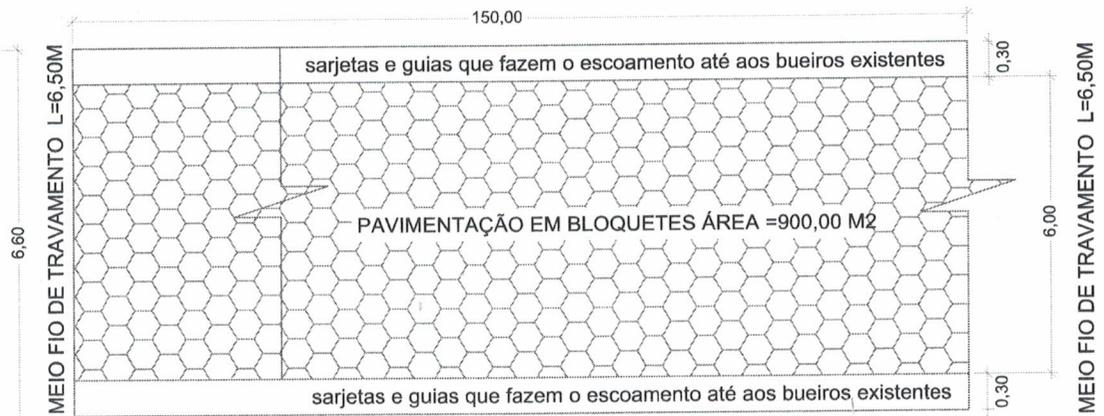 150,00
sarjetas e guias que fazem o escoamento até aos bueiros existentes
0,30
MEIO FIO DE TRAVAMENTO L=6,50M
6,60
PAVIMENTAÇÃO EM BLOQUETES ÁREA =900,00 M2
6,00
MEIO FIO DE TRAVAMENTO L=6,50M
sarjetas e guias que fazem o escoamento até aos bueiros existentes
0,30